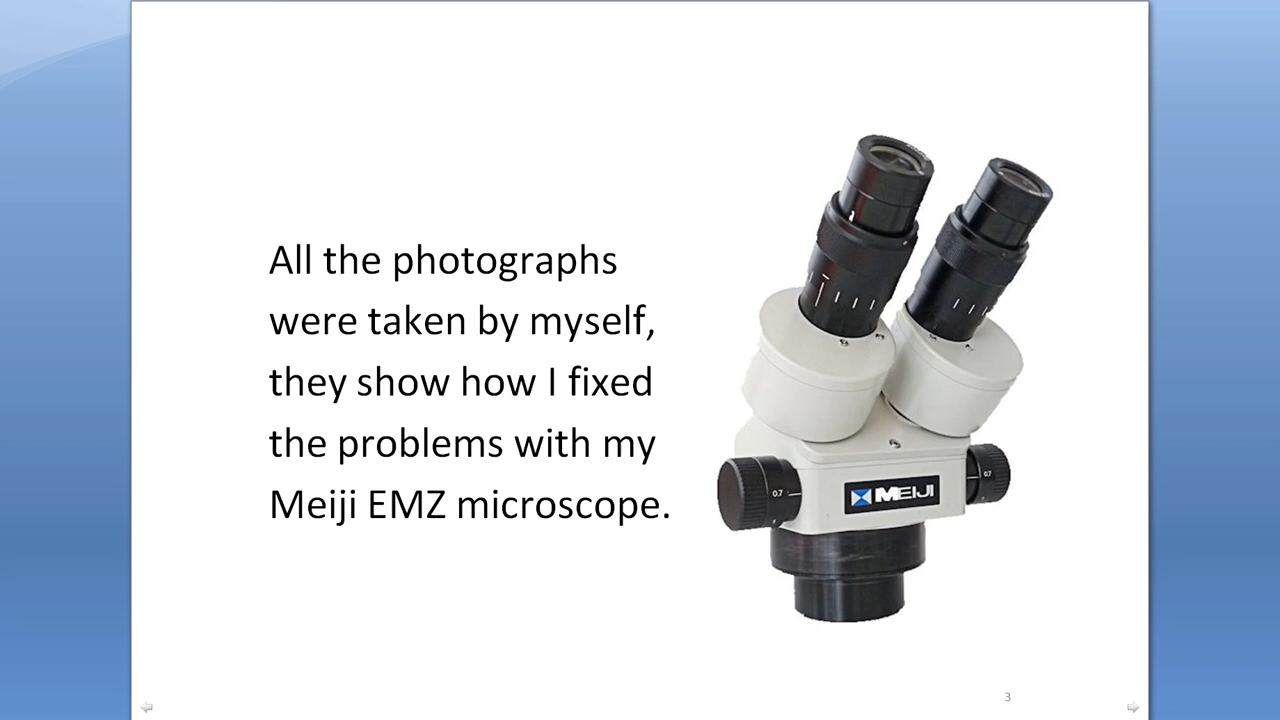 All the photographs
were taken by myself,
they show how I fixed
the problems with my
Meiji EMZ microscope.
0.7
0.7
MEIJI
3